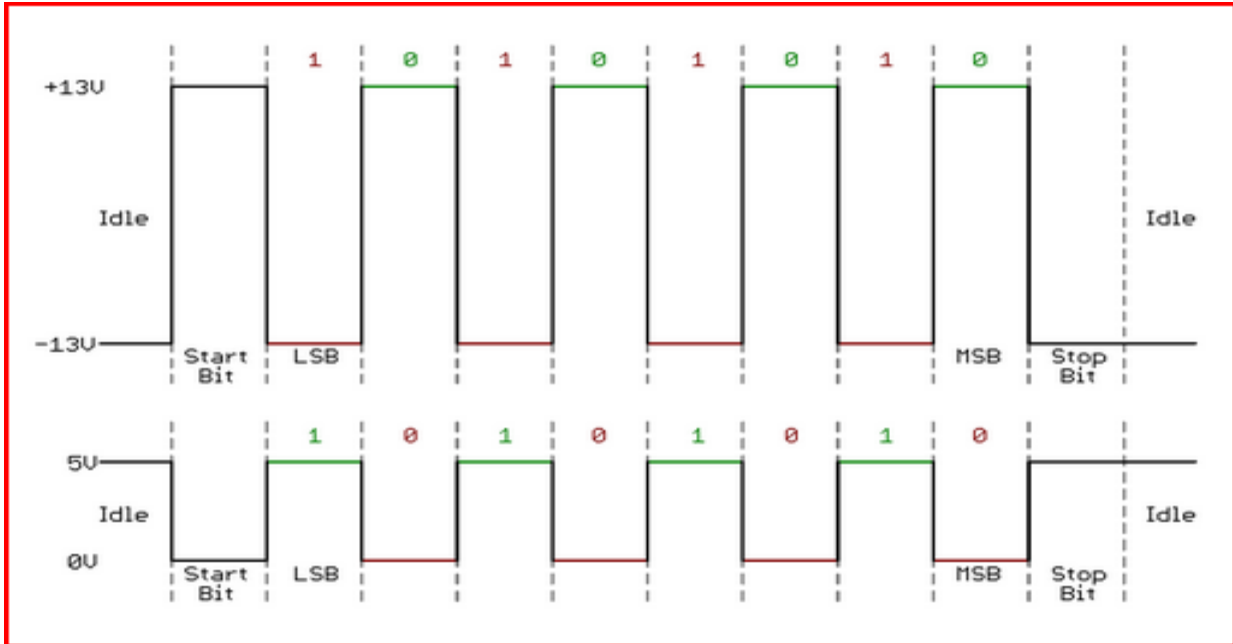 1 0 1 0 1 0 1 0
+13V
Idle
Idle
-13V
Start
Bit
LSB
MSB
Stop
Bit
1 0 1 0 1 0 1 0
5V
Idle
Idle
0V
Start
Bit
LSB
MSB
Stop
Bit